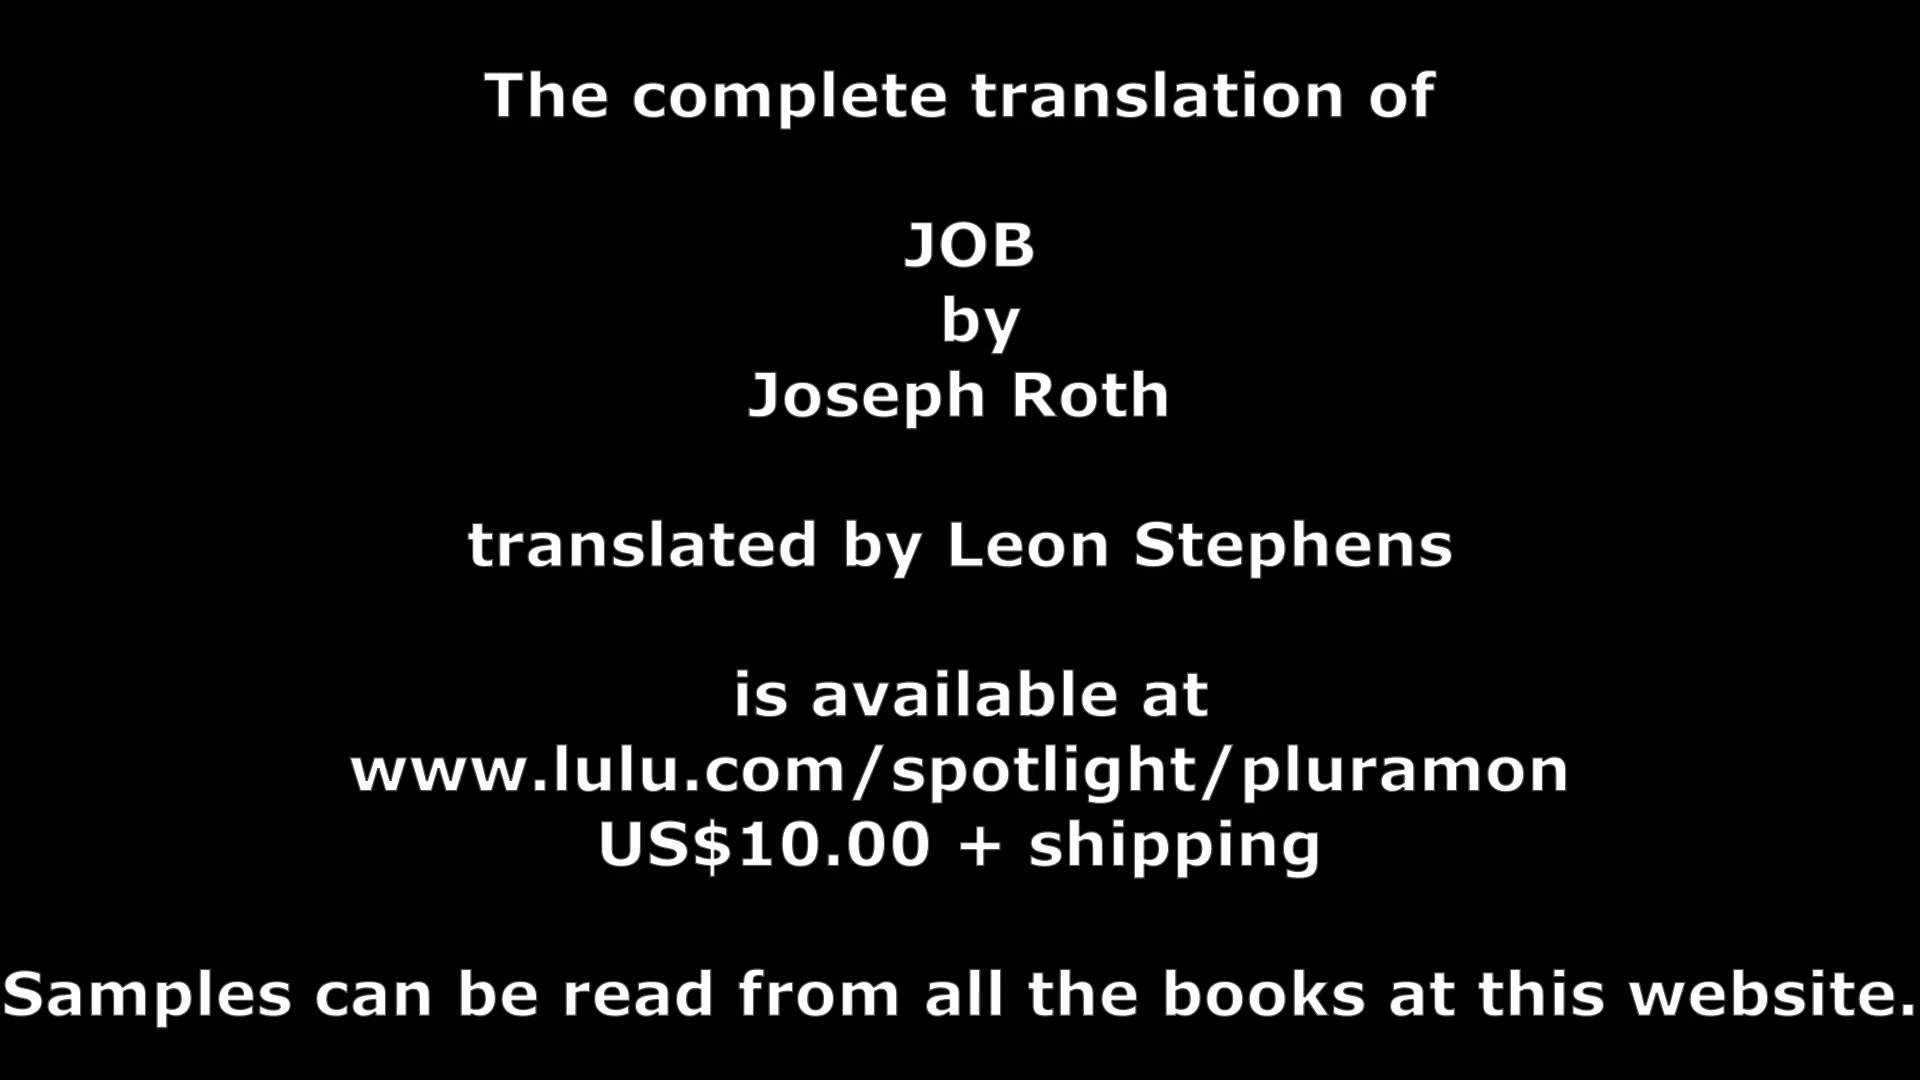 The complete translation of
JOB
by
Joseph Roth
translated by Leon Stephens
is available at
www.lulu.com/spotlight/pluramon
US$10.00 + shipping
Samples can be read from all the books at this website.